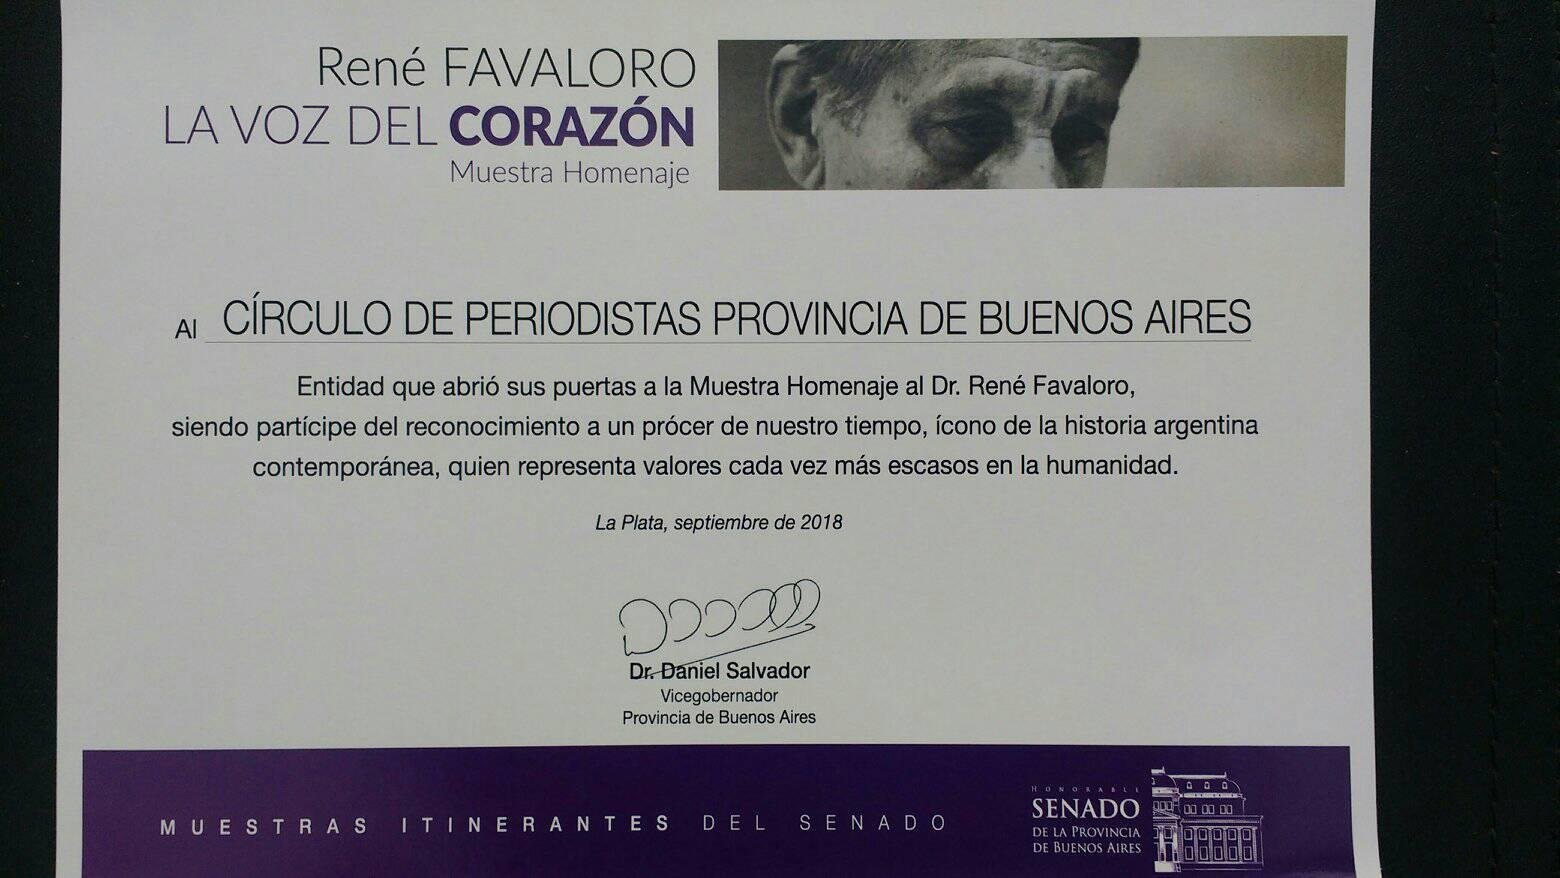 René FAVALORO
LA VOZ DEL CORAZÓN
Muestra Homenaje
Al CÍRCULO DE PERIODISTAS PROVINCIA DE BUENOS AIRES
Entidad que abrió sus puertas a la Muestra Homenaje al Dr. René Favaloro,
siendo partícipe del reconocimiento a un prócer de nuestro tiempo, ícono de la historia argentina
contemporánea, quien representa valores cada vez más escasos en la humanidad.
La Plata, septiembre de 2018
Dr. Daniel Salvador
Vicegobernador
Provincia de Buenos Aires
MUESTRAS ITINERANTES DEL SENADO
HONORABLE
SENADO
DE LA PROVINCIA
DE BUENOS AIRES